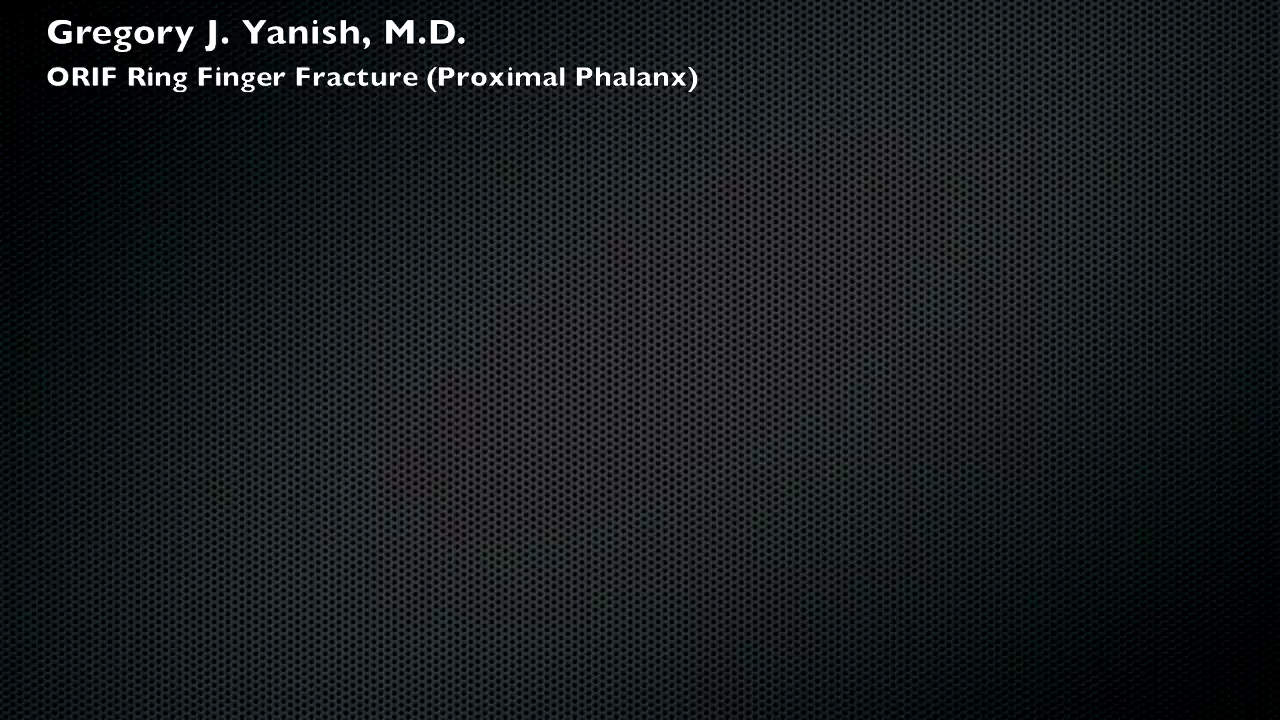 Gregory J. Yanish, M.D.
ORIF Ring Finger Fracture (Proximal Phalanx)